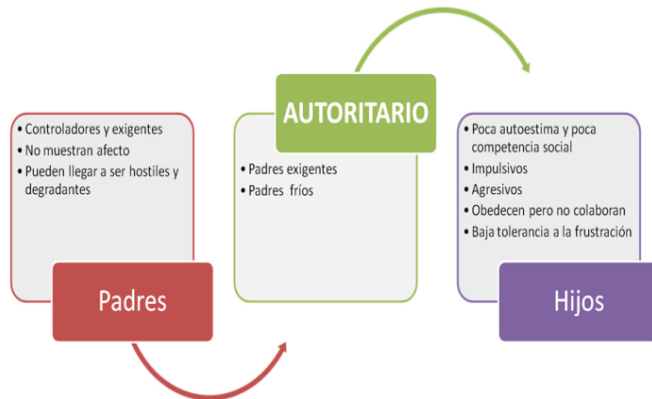 • Controladores y exigentes
• No muestran afecto
• Pueden llegar a ser hostiles y
degradantes
Padres
AUTORITARIO
• Padres exigentes
• Padres fríos
• Poca autoestima y poca
competencia social
• Impulsivos
• Agresivos
• Obedecen pero no colaboran
• Baja tolerancia a la frustración
Hijos